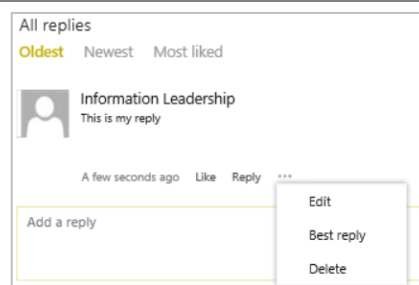 All replies
Oldest Newest Most liked
Information Leadership
This is my reply
A few seconds ago Like Reply ...
Edit
Add a reply
Best reply
Delete